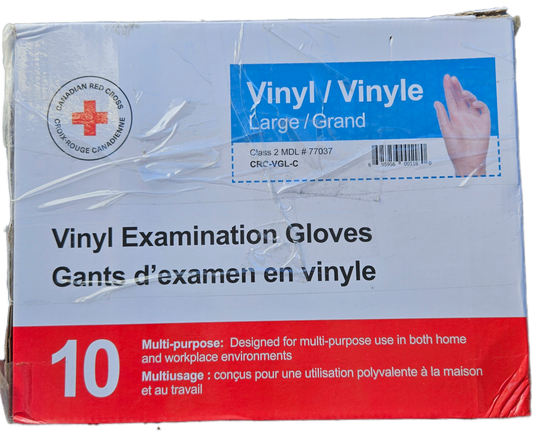 CANADIAN RED CROSS
CROIX-ROUGE CANADIENNE
Vinyl / Vinyle
Large / Grand
Class 2 MDL # 77037
CRC-VGL-C
Vinyl Examination Gloves
Gants d'examen en vinyle
10
Multi-purpose: Designed for multi-purpose use in both home
and workplace environments
Multiusage : conçus pour une utilisation polyvalente à la maison
et au travail